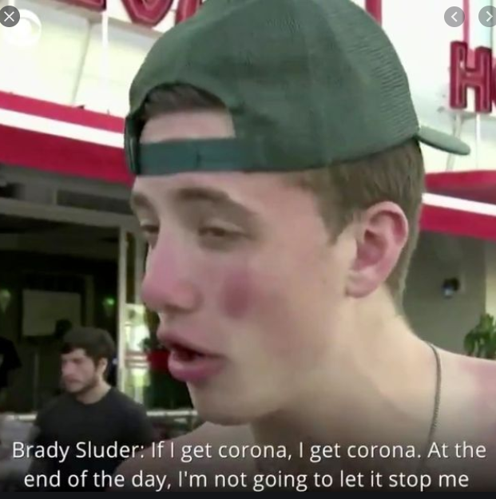 Brady Sluder: If I get corona, I get corona. At the
end of the day, I'm not going to let it stop me